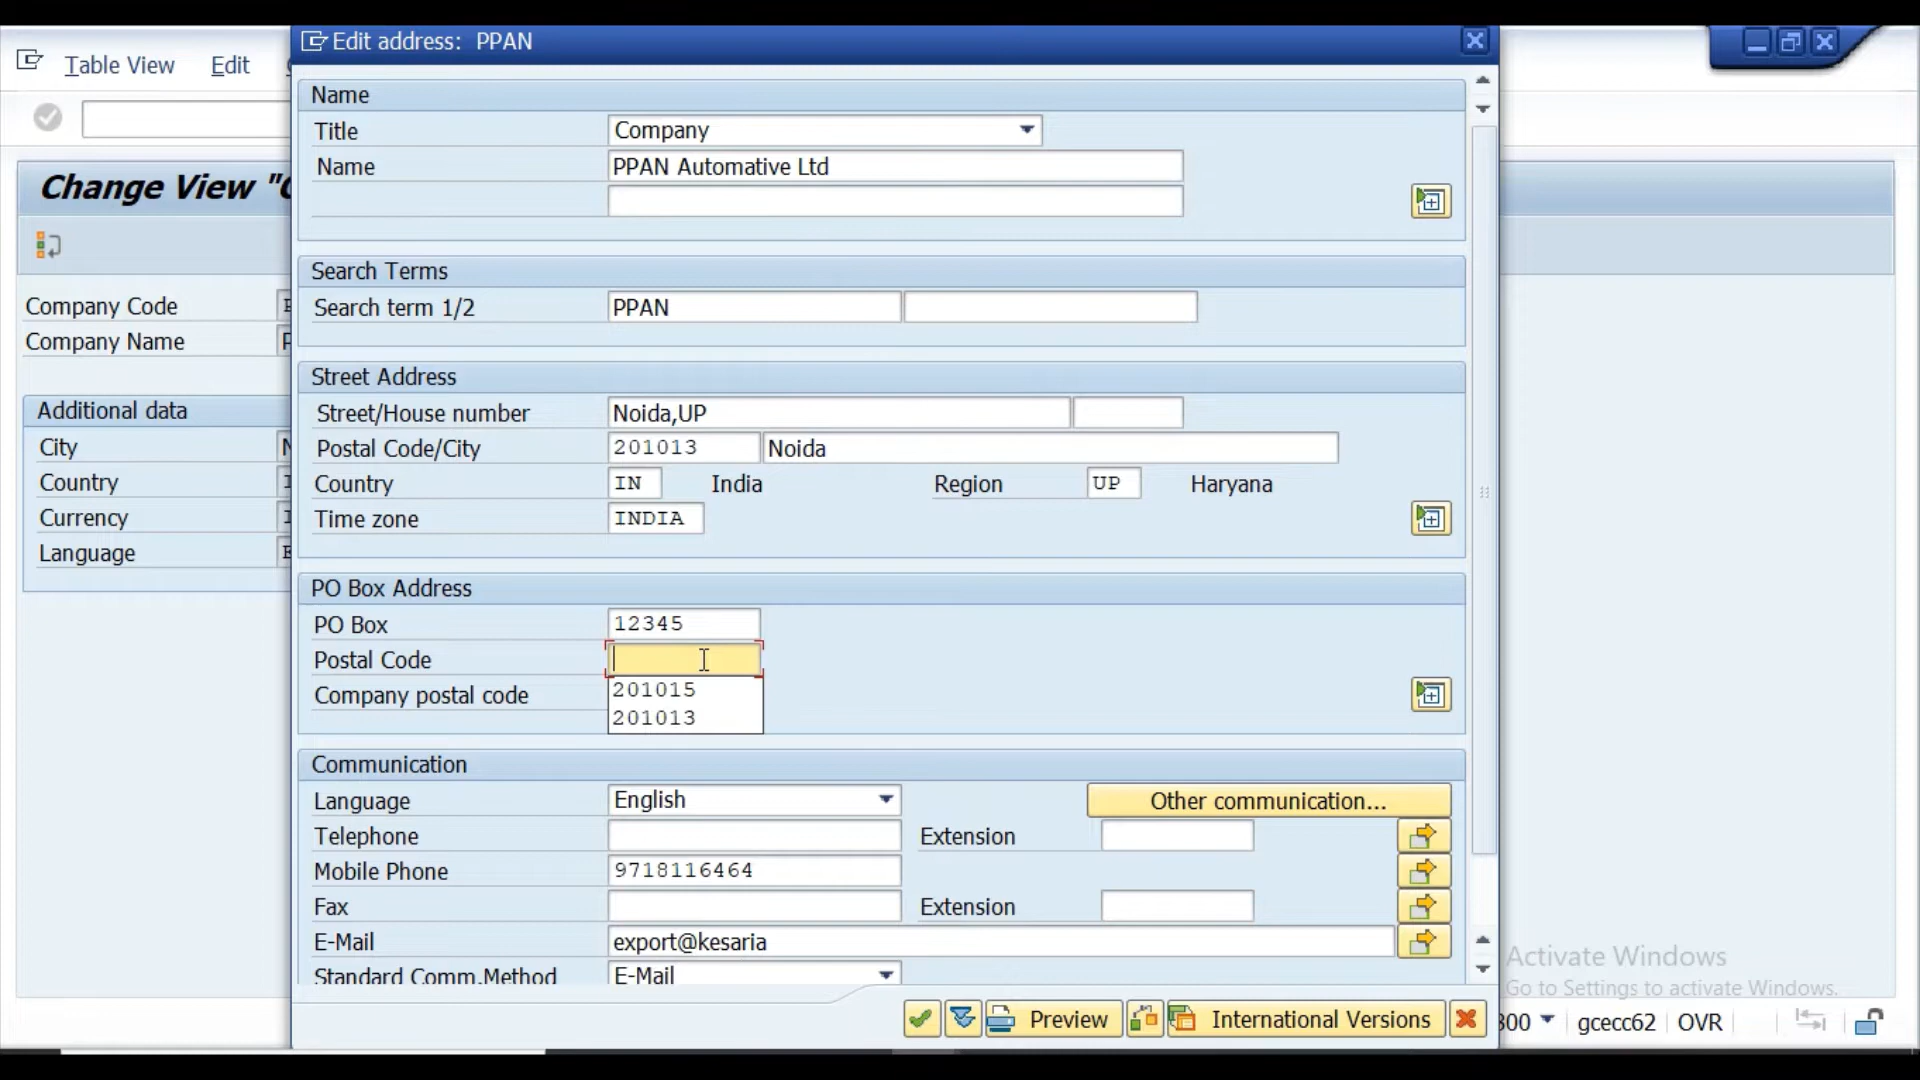 Edit address: PPAN
Table View Edit
Change View "C
Company Code
Company Name P
Additional data
City N
Country I
Currency I
Language E
Name
Title Company
Name PPAN Automative Ltd
Search Terms
Search term 1/2 PPAN
Street Address
Street/House number Noida,UP
Postal Code/City 201013 Noida
Country IN India Region UP Haryana
Time zone INDIA
PO Box Address
PO Box 12345
Postal Code
201015
Company postal code
201013
Communication
Language English Other communication...
Telephone Extension
Mobile Phone 9718116464
Fax Extension
E-Mail export@kesaria
Standard Comm.Method E-Mail
Preview International Versions
Activate Windows
Go to Settings to activate Windows.
300 gcecc62 OVR